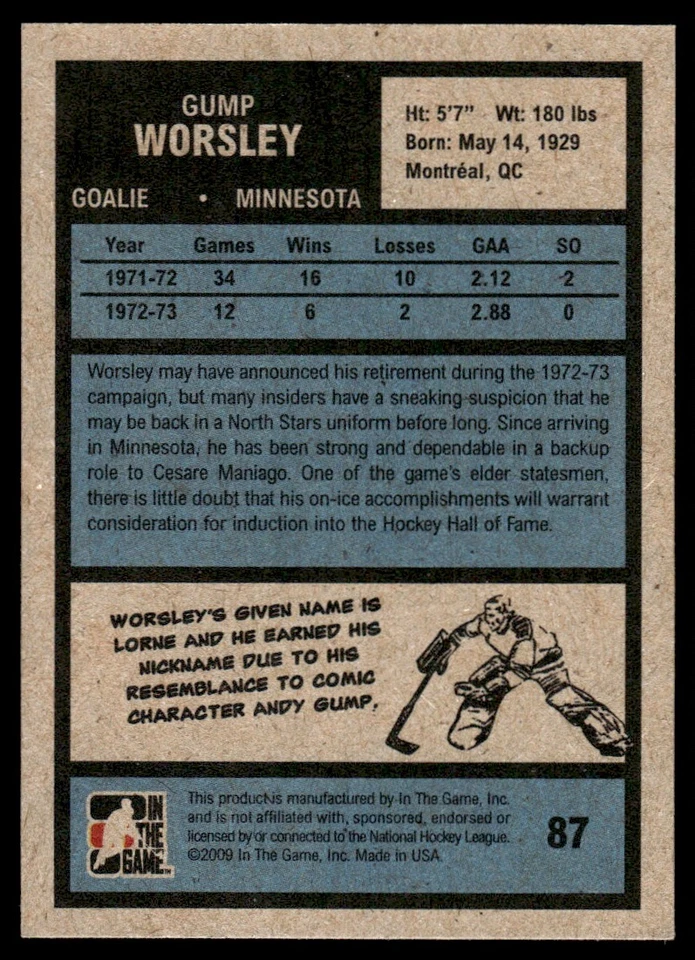 GUMP
WORSLEY
GOALIE • MINNESOTA
Ht: 5'7" Wt: 180 lbs
Born: May 14, 1929
Montréal, QC
Year Games Wins Losses GAA SO
1971-72 34 16 10 2.12 2
1972-73 12 6 2 2.88 0
Worsley may have announced his retirement during the 1972-73
campaign, but many insiders have a sneaking suspicion that he
may be back in a North Stars uniform before long. Since arriving
in Minnesota, he has been strong and dependable in a backup
role to Cesare Maniago. One of the game's elder statesmen,
there is little doubt that his on-ice accomplishments will warrant
consideration for induction into the Hockey Hall of Fame.
WORSLEY'S GIVEN NAME IS
LORNE AND HE EARNED HIS
NICKNAME DUE TO HIS
RESEMBLANCE TO COMIC
CHARACTER ANDY GUMP.
IN
THE
GAME™
This product is manufactured by In The Game, Inc.
and is not affiliated with, sponsored, endorsed or
licensed by or connected to the National Hockey League.
©2009 In The Game, Inc. Made in USA.
87